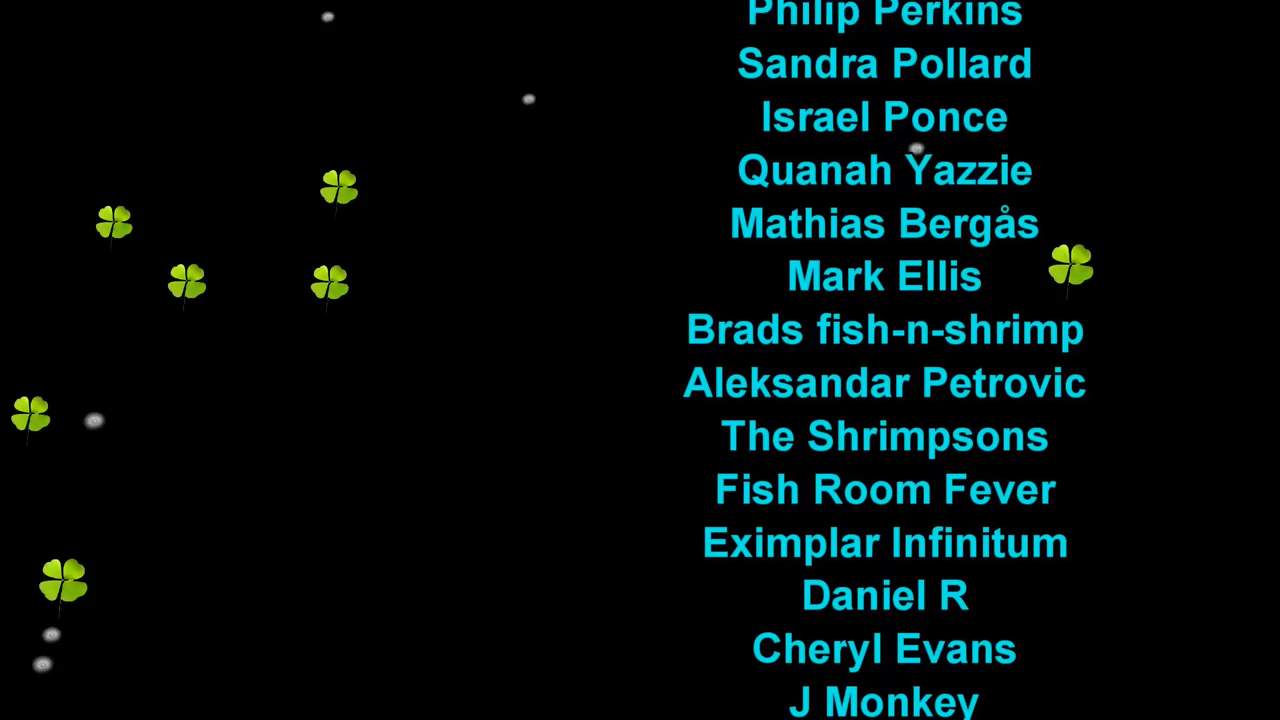 Philip Perkins
Sandra Pollard
Israel Ponce
Quanah Yazzie
Mathias Bergås
Mark Ellis
Brads fish-n-shrimp
Aleksandar Petrovic
The Shrimpsons
Fish Room Fever
Eximplar Infinitum
Daniel R
Cheryl Evans
J Monkey